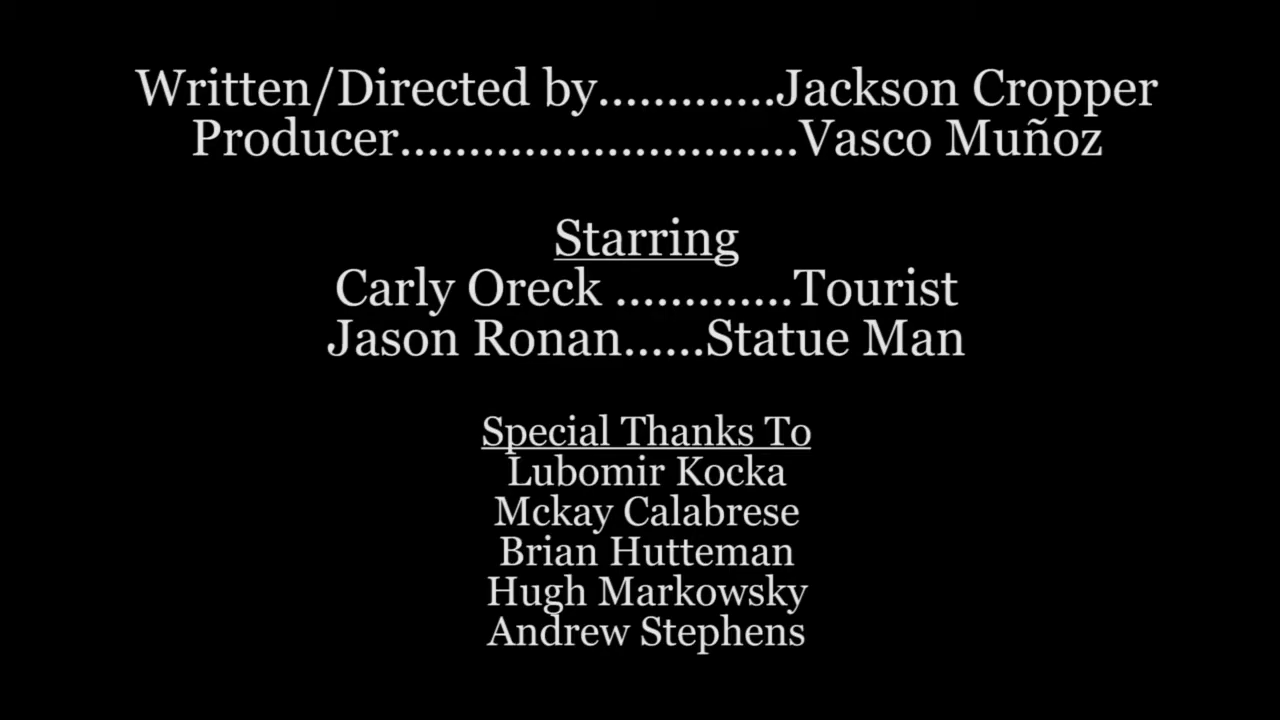 Written/Directed by.............Jackson Cropper
Producer.............................Vasco Muñoz
Starring
Carly Oreck .............Tourist
Jason Ronan......Statue Man
Special Thanks To
Lubomir Kocka
Mckay Calabrese
Brian Hutteman
Hugh Markowsky
Andrew Stephens